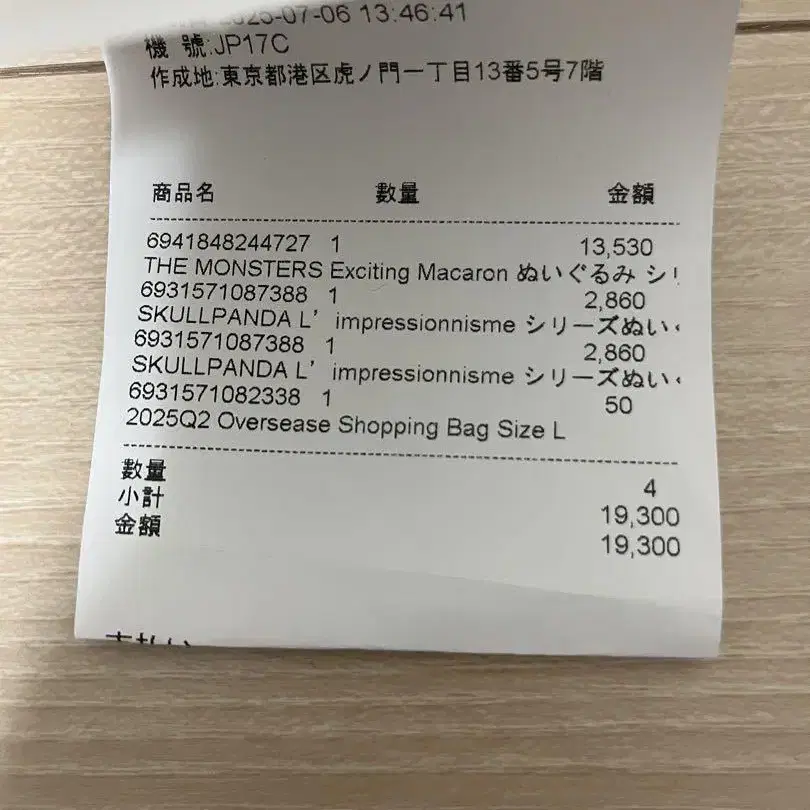 2025-07-06 13:46:41
機 號:JP17C
作成地:東京都港区虎ノ門一丁目13番5号7階
商品名 数量 金額
6941848244727 1 13,530
THE MONSTERS Exciting Macaron ぬいぐるみ シリ
6931571087388 1 2,860
SKULLPANDA L’impressionnisme シリーズぬい
6931571087388 1 2,860
SKULLPANDA L’impressionnisme シリーズぬい
6931571082338 1 50
2025Q2 Oversease Shopping Bag Size L
数量 4
小計 19,300
金額 19,300